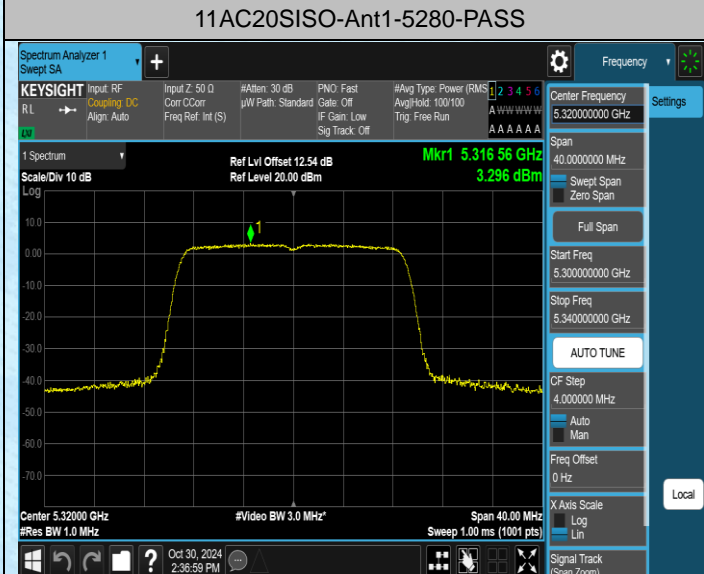 11AC20SISO-Ant1-5280-PASS
Spectrum Analyzer 1
Swept SA
Frequency
KEYSIGHT
RL
LXI
Input: RF
Coupling: DC
Align: Auto
Input Z: 50 Ω
Corr CCorr
Freq Ref: Int (S)
#Atten: 30 dB
µW Path: Standard
PNO: Fast
Gate: Off
IF Gain: Low
Sig Track: Off
#Avg Type: Power (RMS
Avg|Hold: 100/100
Trig: Free Run
1 2 3 4 5 6
A W W W W W
A A A A A A
1 Spectrum
Scale/Div 10 dB
Log
Ref Lvl Offset 12.54 dB
Ref Level 20.00 dBm
Mkr1 5.316 56 GHz
3.296 dBm
1
10.0
0.00
-10.0
-20.0
-30.0
-40.0
-50.0
-60.0
-70.0
Center 5.32000 GHz
#Res BW 1.0 MHz
#Video BW 3.0 MHz*
Span 40.00 MHz
Sweep 1.00 ms (1001 pts)
Oct 30, 2024
2:36:59 PM
Center Frequency
5.320000000 GHz
Settings
Span
40.0000000 MHz
Swept Span
Zero Span
Full Span
Start Freq
5.300000000 GHz
Stop Freq
5.340000000 GHz
AUTO TUNE
CF Step
4.000000 MHz
Auto
Man
Freq Offset
0 Hz
X Axis Scale
Log
Lin
Local
Signal Track
(Span Zoom)